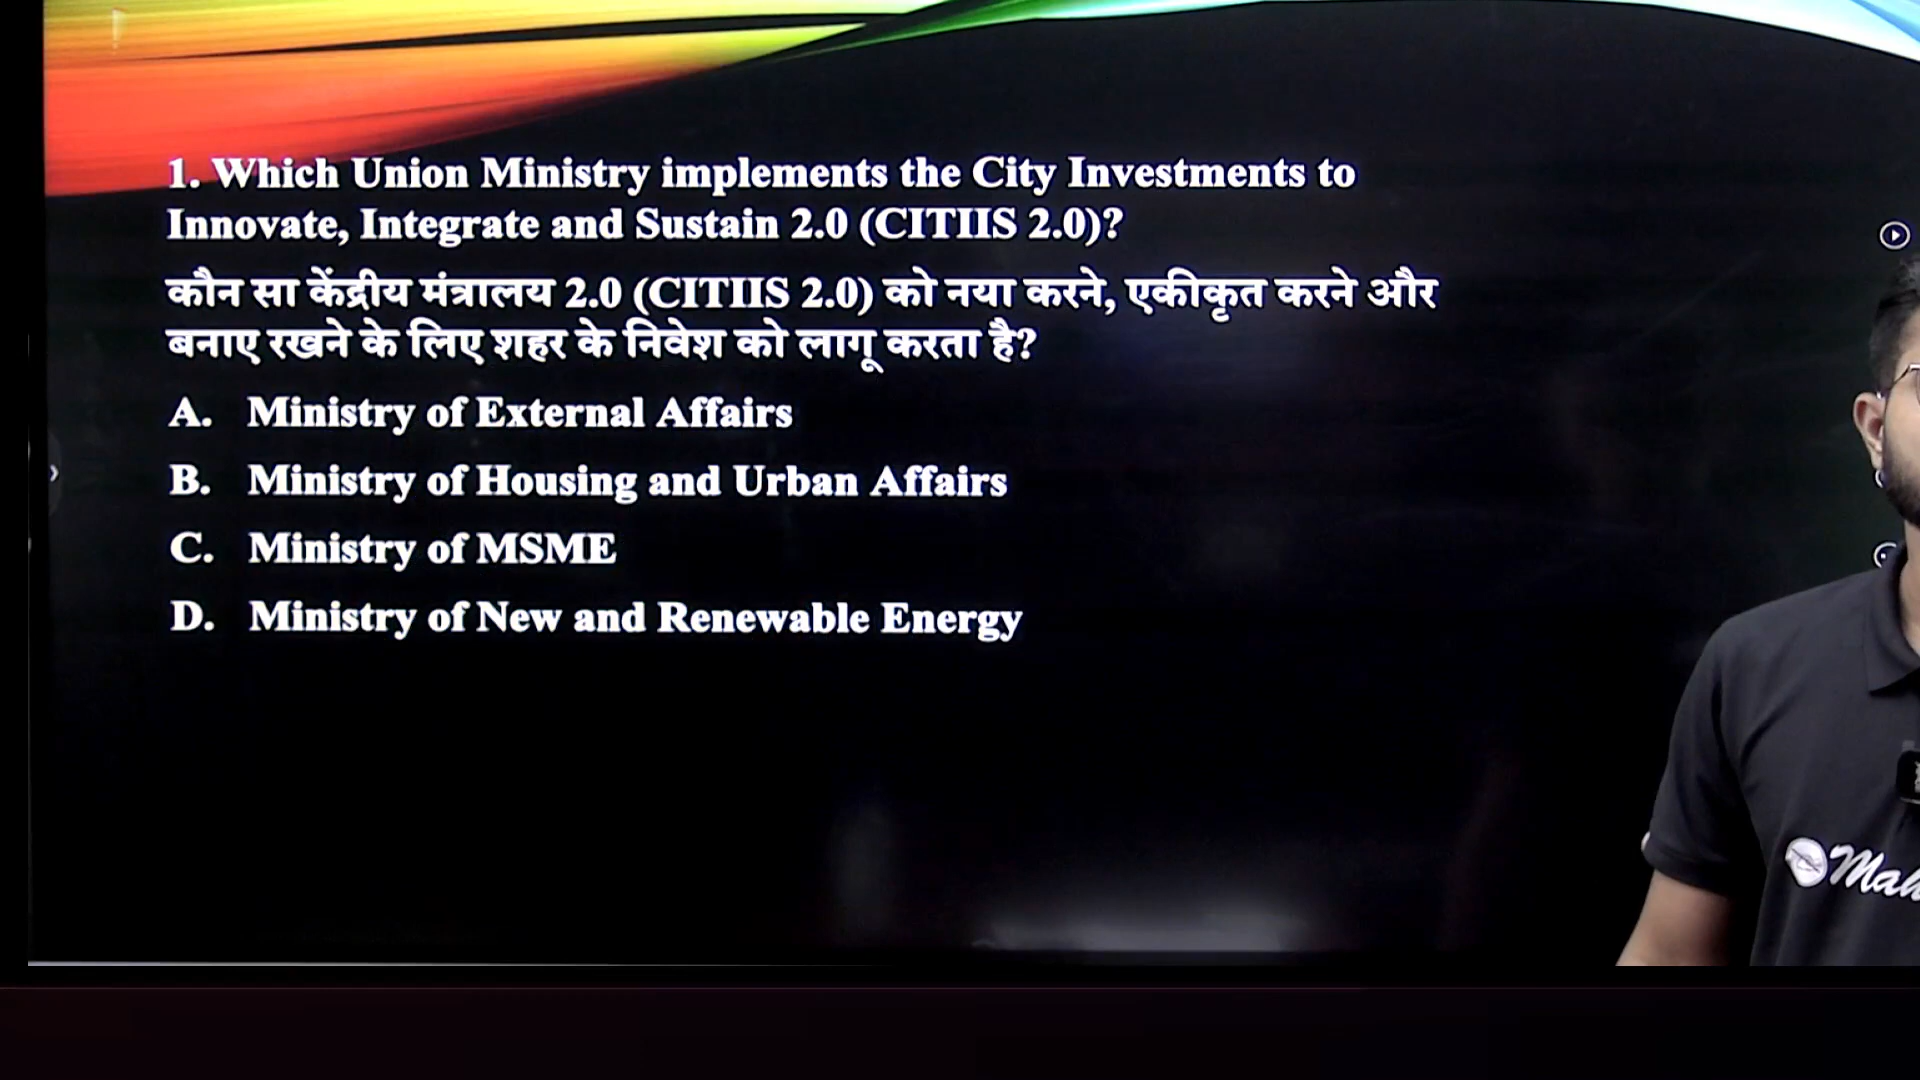 1. Which Union Ministry implements the City Investments to
Innovate, Integrate and Sustain 2.0 (CITIIS 2.0)?
कौन सा केंद्रीय मंत्रालय 2.0 (CITIIS 2.0) को नया करने, एकीकृत करने और
बनाए रखने के लिए शहर के निवेश को लागू करता है?
A. Ministry of External Affairs
B. Ministry of Housing and Urban Affairs
C. Ministry of MSME
D. Ministry of New and Renewable Energy